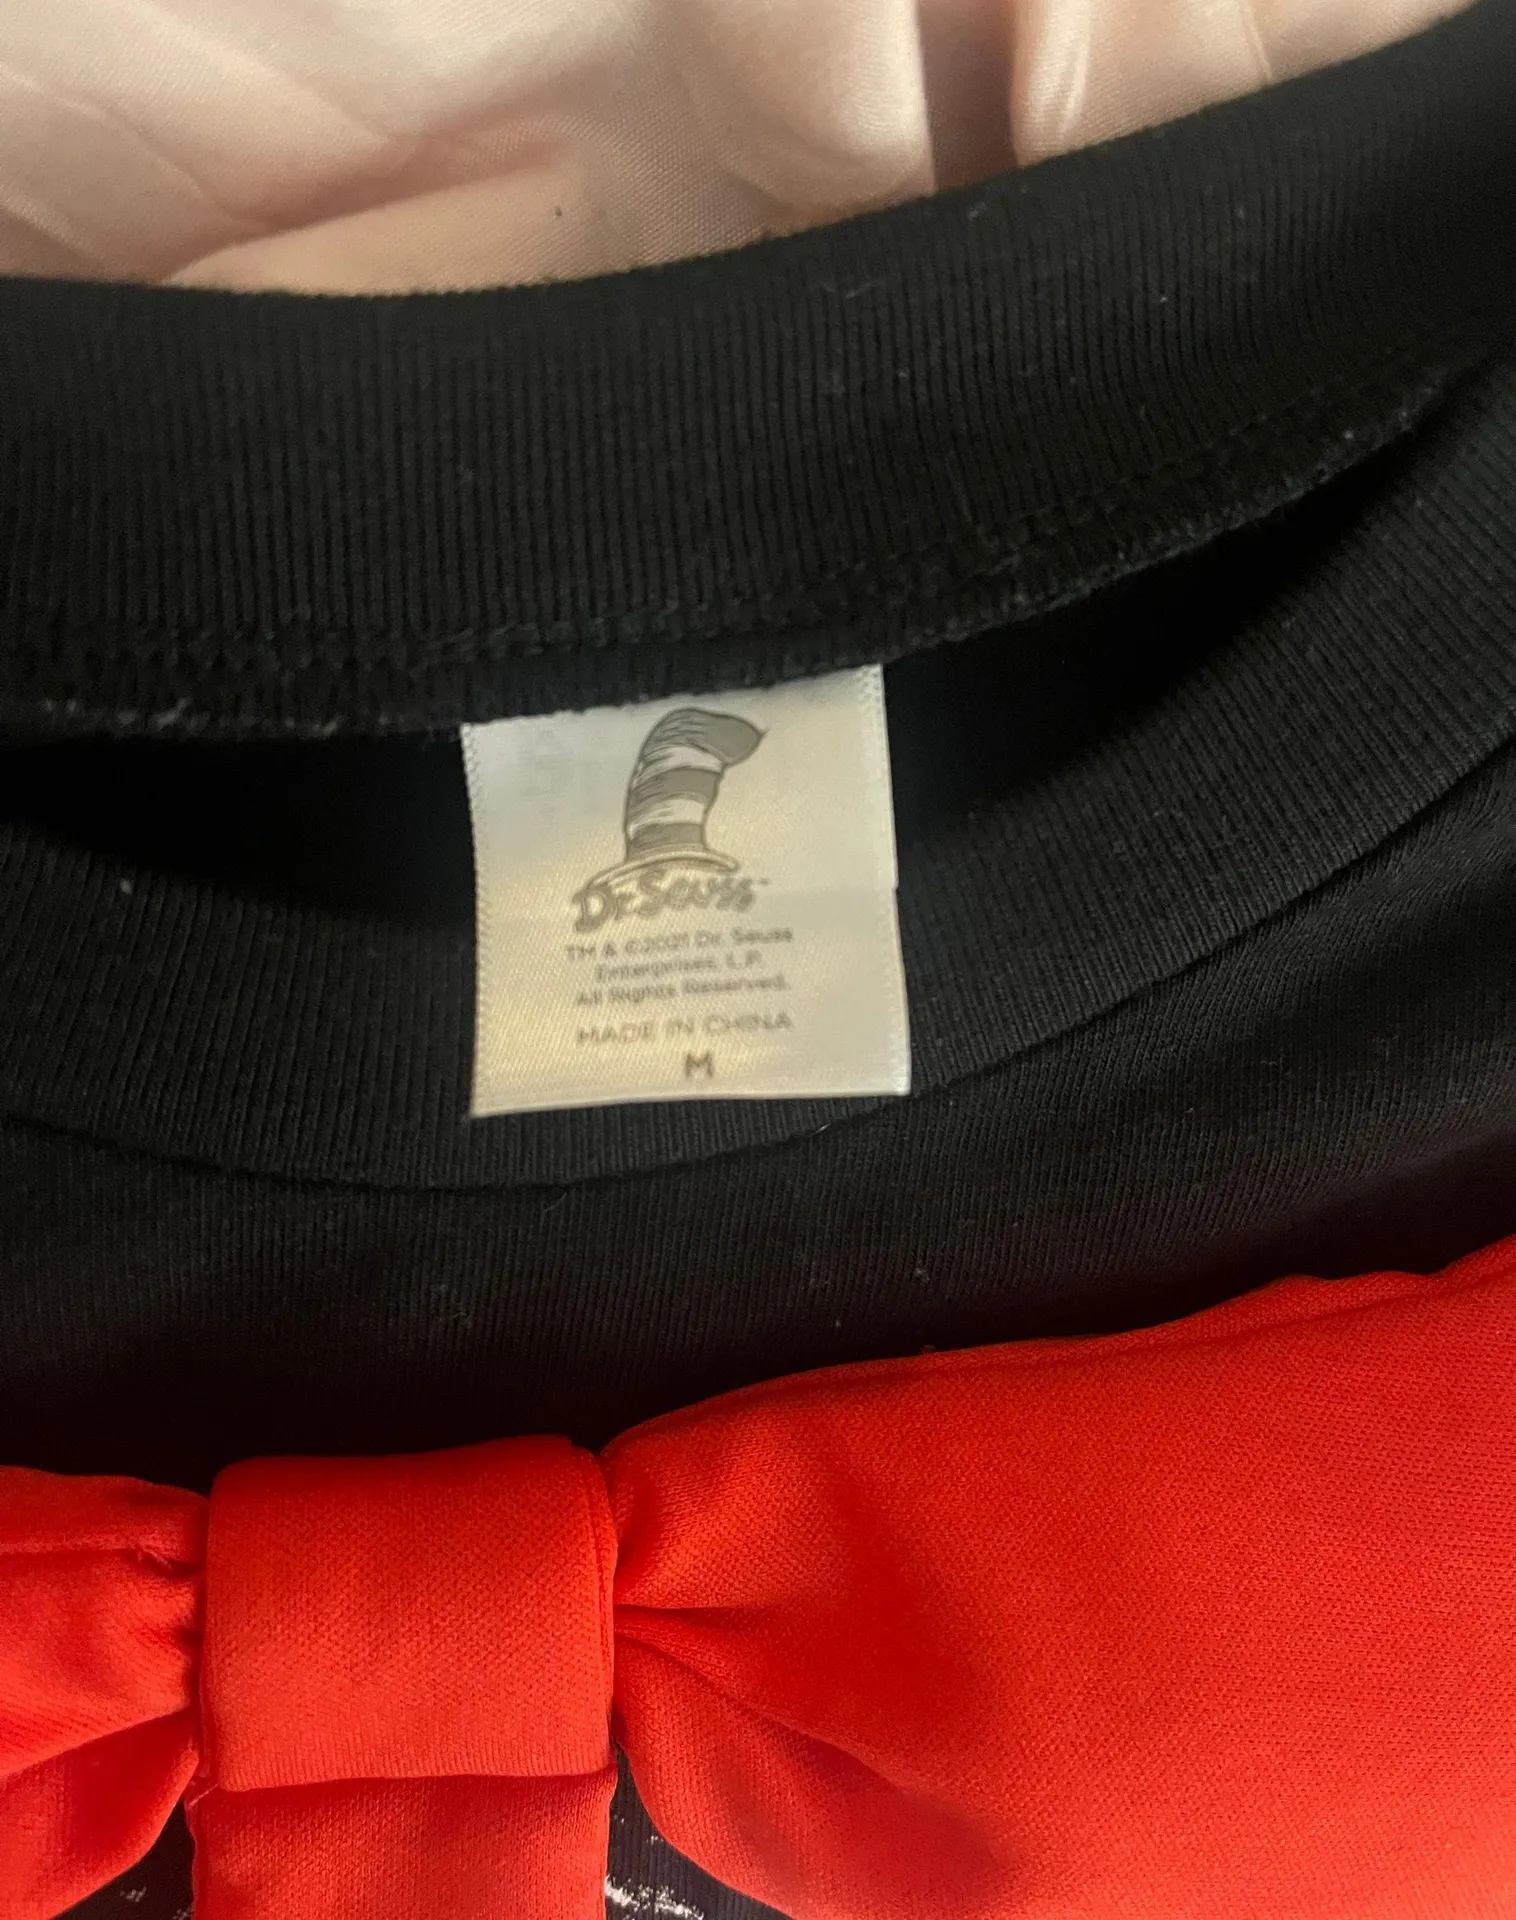 Dr. Seuss™
TM & ©2021 Dr. Seuss
Enterprises, L.P.
All Rights Reserved.
MADE IN CHINA
M